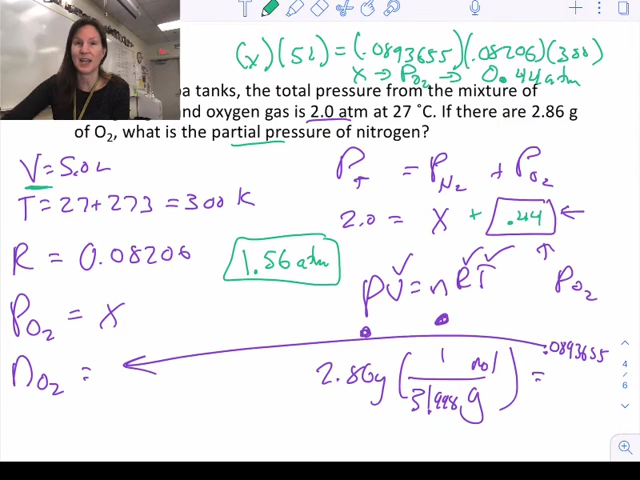 (x)(5L) = (.0893655)(.08206)(300)
x → PO₂ → 0.44 atm
a tanks, the total pressure from the mixture of
nd oxygen gas is 2.0 atm at 27 ˚C. If there are 2.86 g
of O₂, what is the partial pressure of nitrogen?
V = 5.0 L
PT = PN₂ + PO₂
T = 27 + 273 = 300 K
2.0 = x + .44 ←
R = 0.08206
1.56 atm
PV = nRT
PO₂
PO₂ = x
nO₂ =
2.86g (1 mol / 31.998 g) = .0893655
4
6